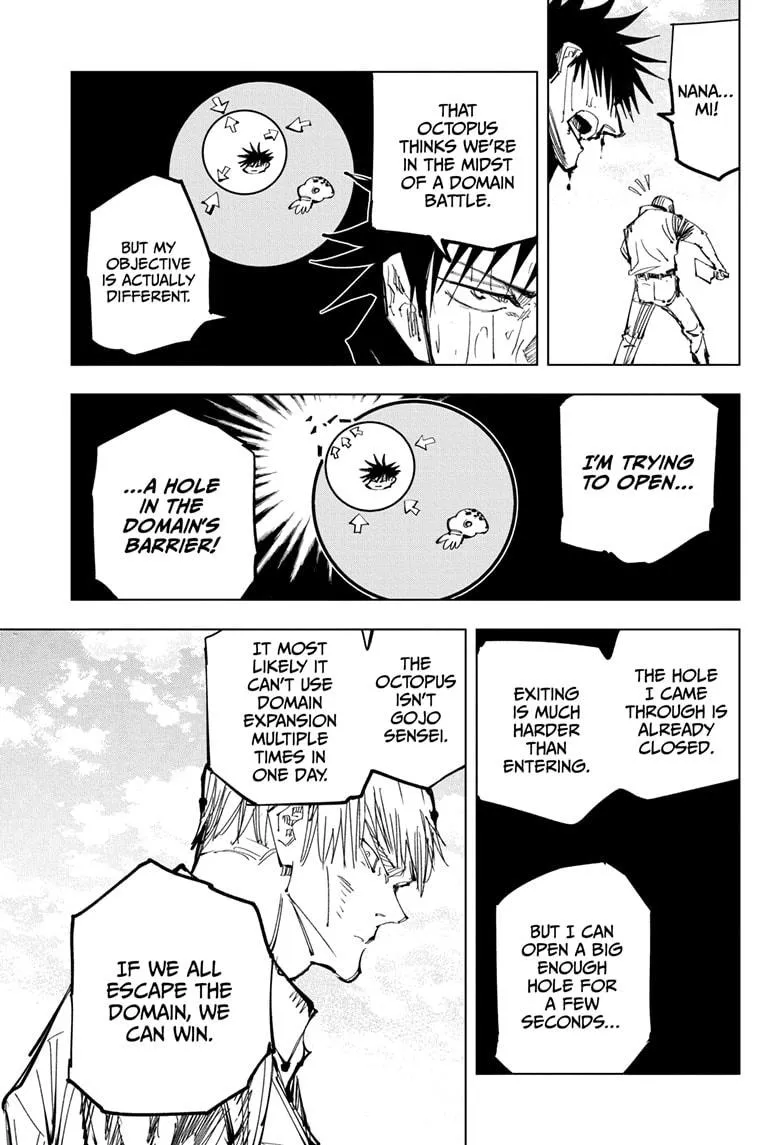 NANA...
MI!
THAT
OCTOPUS
THINKS WE'RE
IN THE MIDST
OF A DOMAIN
BATTLE.
BUT MY
OBJECTIVE
IS ACTUALLY
DIFFERENT.
I'M TRYING
TO OPEN...
...A HOLE
IN THE
DOMAIN'S
BARRIER!
THE HOLE
I CAME
THROUGH IS
ALREADY
CLOSED.
EXITING
IS MUCH
HARDER
THAN
ENTERING.
BUT I CAN
OPEN A BIG
ENOUGH
HOLE FOR
A FEW
SECONDS...
THE
OCTOPUS
ISN'T
GOJO
SENSEI.
IT MOST
LIKELY IT
CAN'T USE
DOMAIN
EXPANSION
MULTIPLE
TIMES IN
ONE DAY.
IF WE ALL
ESCAPE THE
DOMAIN, WE
CAN WIN.